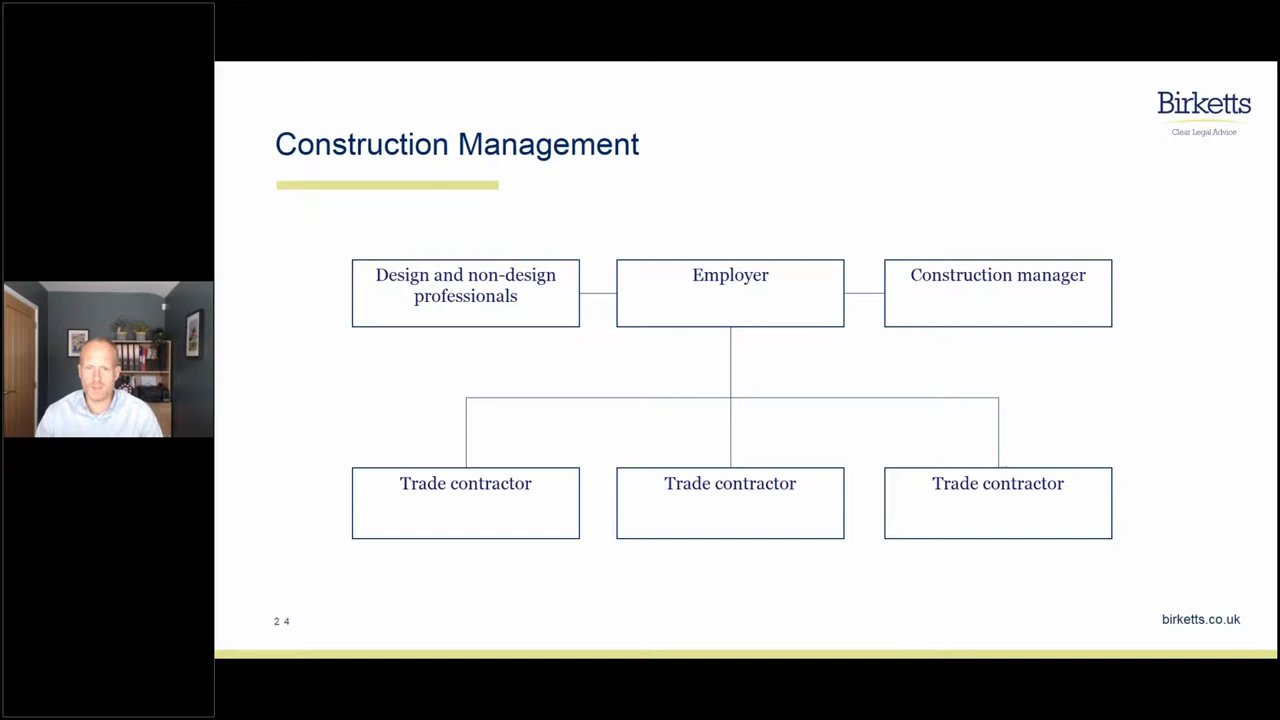 Birketts
Clear Legal Advice
Construction Management
Design and non-design
professionals
Employer
Construction manager
Trade contractor
Trade contractor
Trade contractor
24
birketts.co.uk